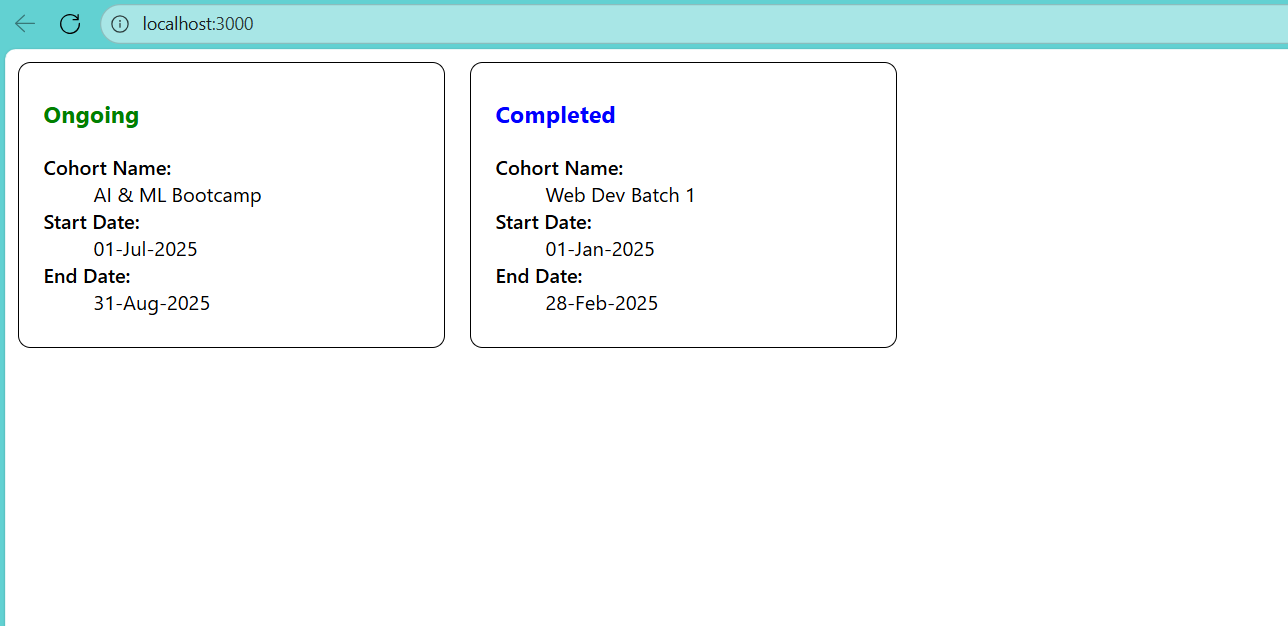 localhost:3000
Ongoing
Cohort Name:
AI & ML Bootcamp
Start Date:
01-Jul-2025
End Date:
31-Aug-2025
Completed
Cohort Name:
Web Dev Batch 1
Start Date:
01-Jan-2025
End Date:
28-Feb-2025